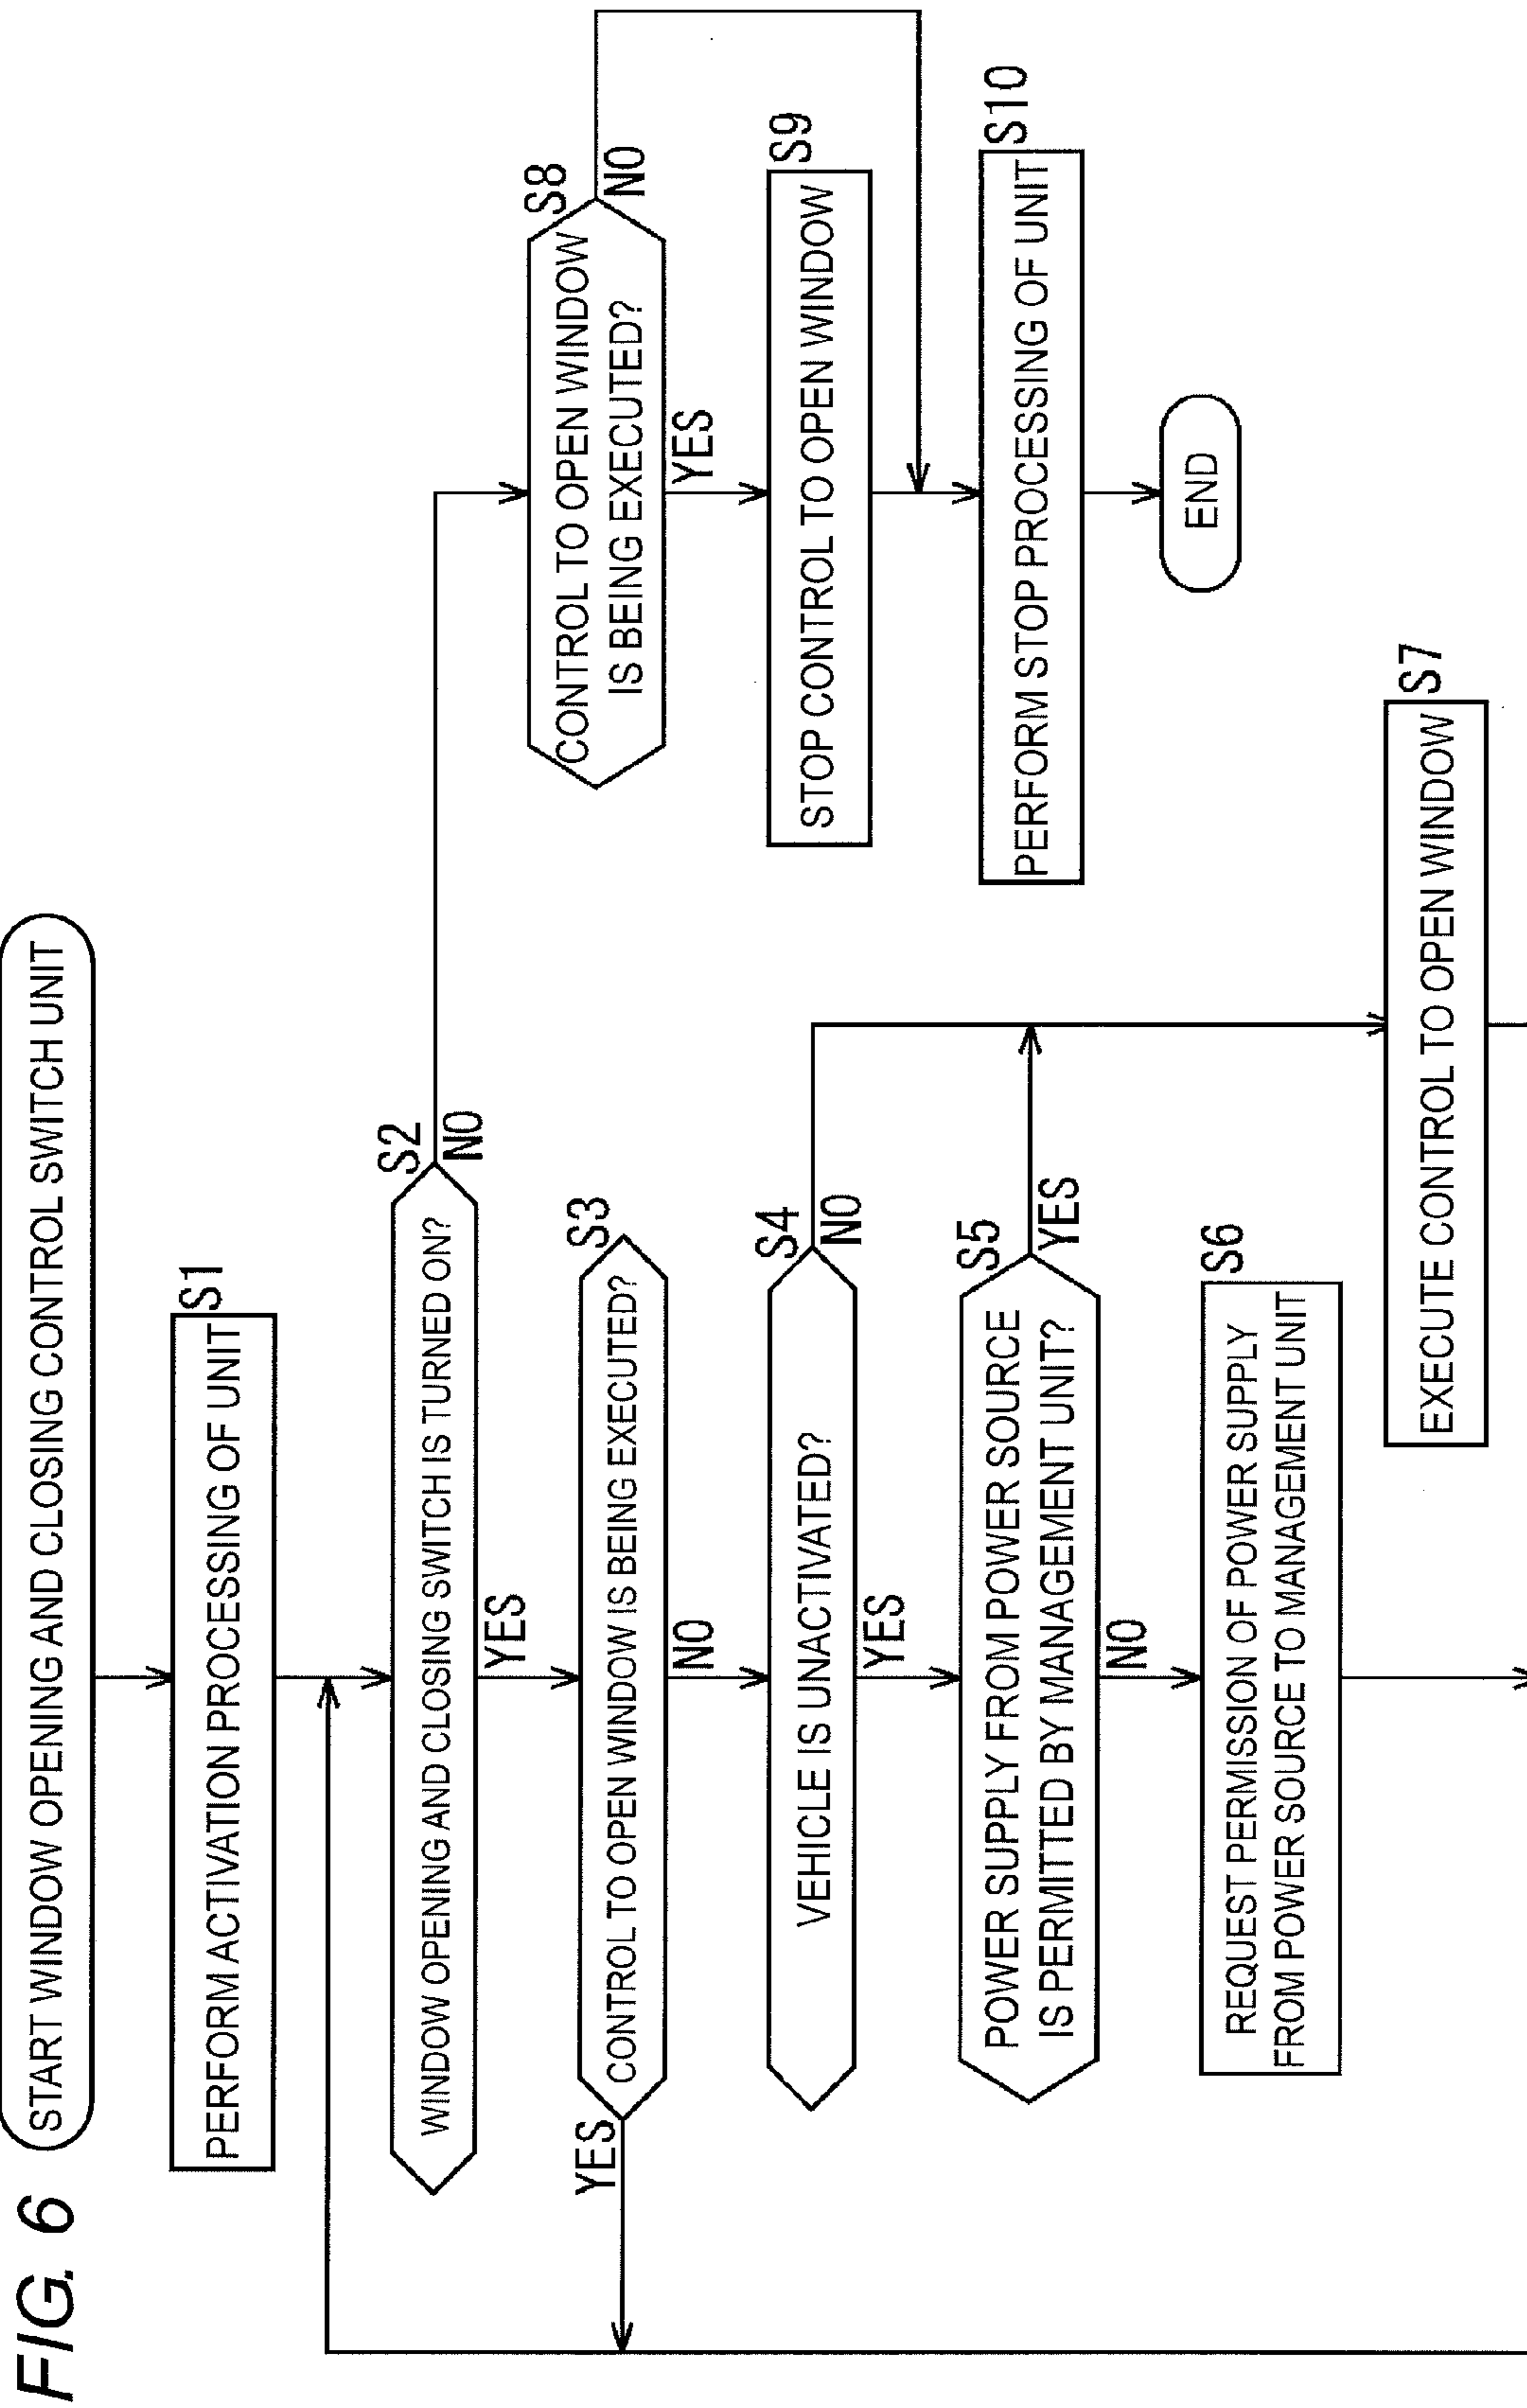 FIG. 6
START WINDOW OPENING AND CLOSING CONTROL SWITCH UNIT
S1
PERFORM ACTIVATION PROCESSING OF UNIT
S2
WINDOW OPENING AND CLOSING SWITCH IS TURNED ON?
NO
YES
S3
CONTROL TO OPEN WINDOW IS BEING EXECUTED?
YES
NO
S4
VEHICLE IS UNACTIVATED?
NO
YES
S5
POWER SUPPLY FROM POWER SOURCE
IS PERMITTED BY MANAGEMENT UNIT?
YES
NO
S6
REQUEST PERMISSION OF POWER SUPPLY
FROM POWER SOURCE TO MANAGEMENT UNIT
S7
EXECUTE CONTROL TO OPEN WINDOW
S8
CONTROL TO OPEN WINDOW
IS BEING EXECUTED?
NO
YES
S9
STOP CONTROL TO OPEN WINDOW
S10
PERFORM STOP PROCESSING OF UNIT
END